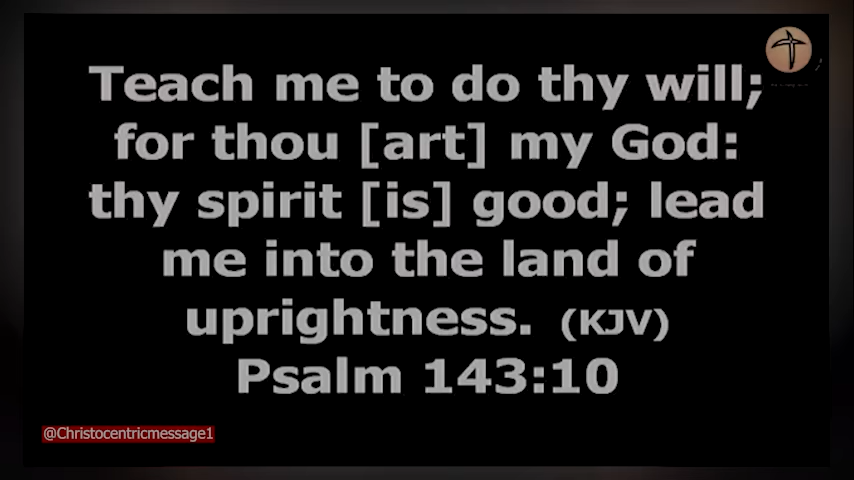 Teach me to do thy will;
for thou [art] my God:
thy spirit [is] good; lead
me into the land of
uprightness. (KJV)
Psalm 143:10
@Christocentricmessage1